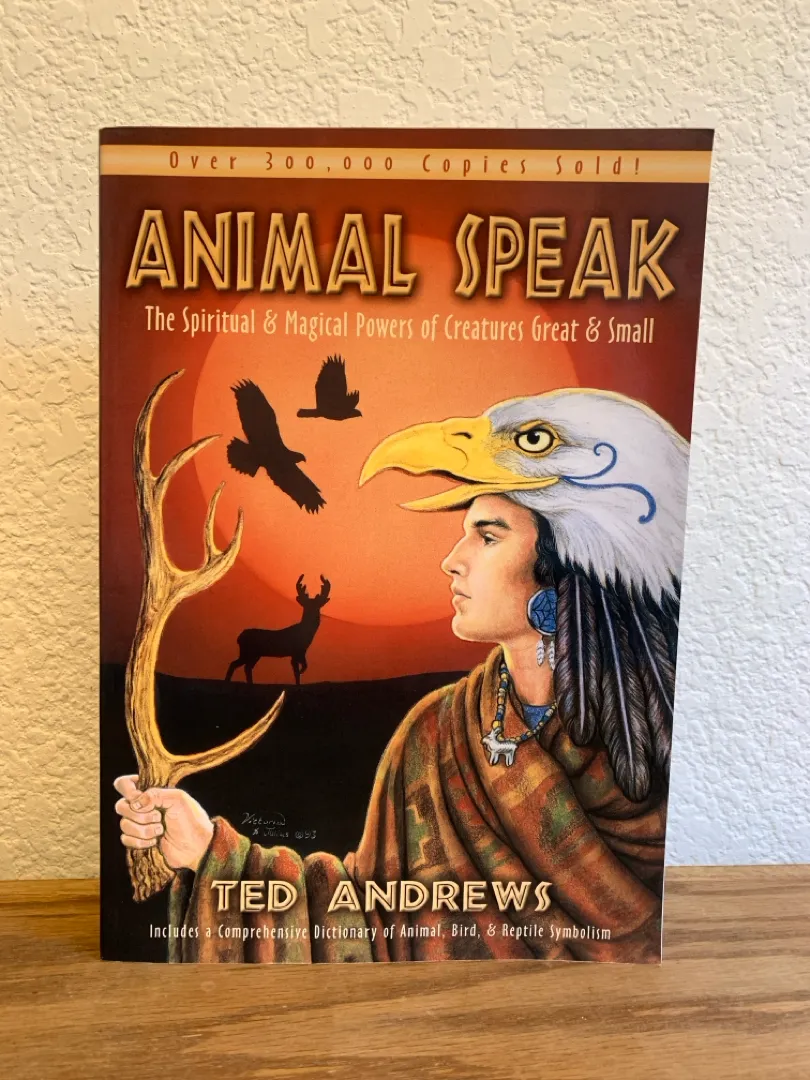 Over 300,000 Copies Sold!
ANIMAL SPEAK
The Spiritual & Magical Powers of Creatures Great & Small
TED ANDREWS
Includes a Comprehensive Dictionary of Animal, Bird, & Reptile Symbolism